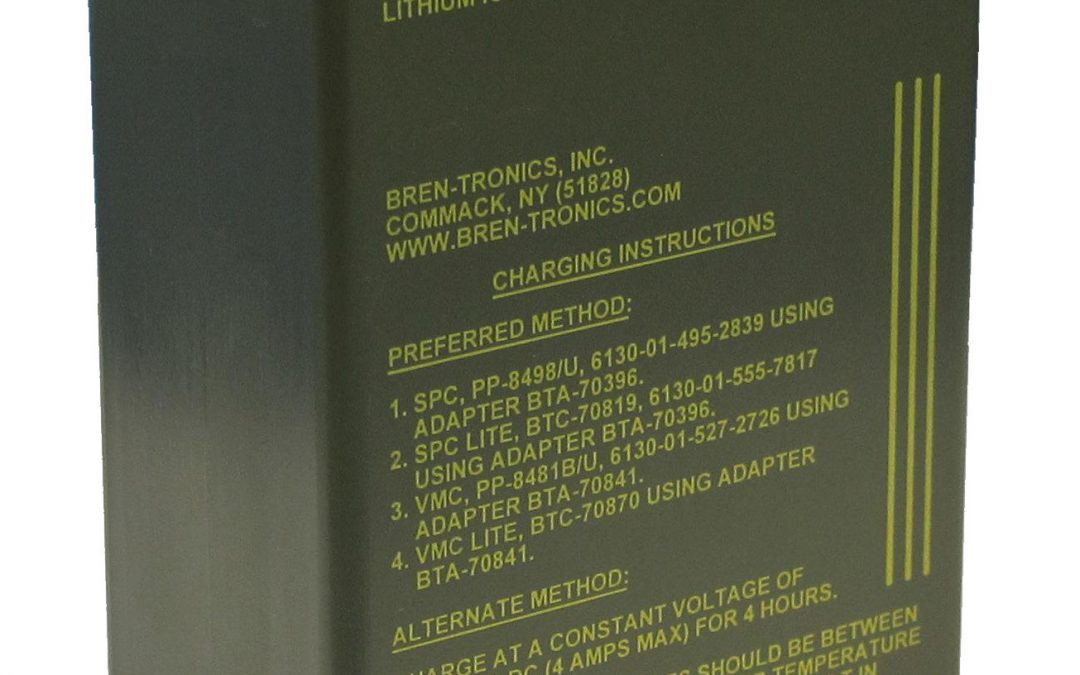 LITHIUM
BREN-TRONICS, INC.
COMMACK, NY (51828)
WWW.BREN-TRONICS.COM
CHARGING INSTRUCTIONS
PREFERRED METHOD:
1. SPC, PP-8498/U, 6130-01-495-2839 USING
ADAPTER BTA-70396.
2. SPC LITE, BTC-70819, 6130-01-555-7817
USING ADAPTER BTA-70396.
3. VMC, PP-8481B/U, 6130-01-527-2726 USING
ADAPTER BTA-70841.
4. VMC LITE, BTC-70870 USING ADAPTER
BTA-70841.
ALTERNATE METHOD:
AT A CONSTANT VOLTAGE OF
(4 AMPS MAX) FOR 4 HOURS.
SHOULD BE BETWEEN
TEMPERATURE
IN